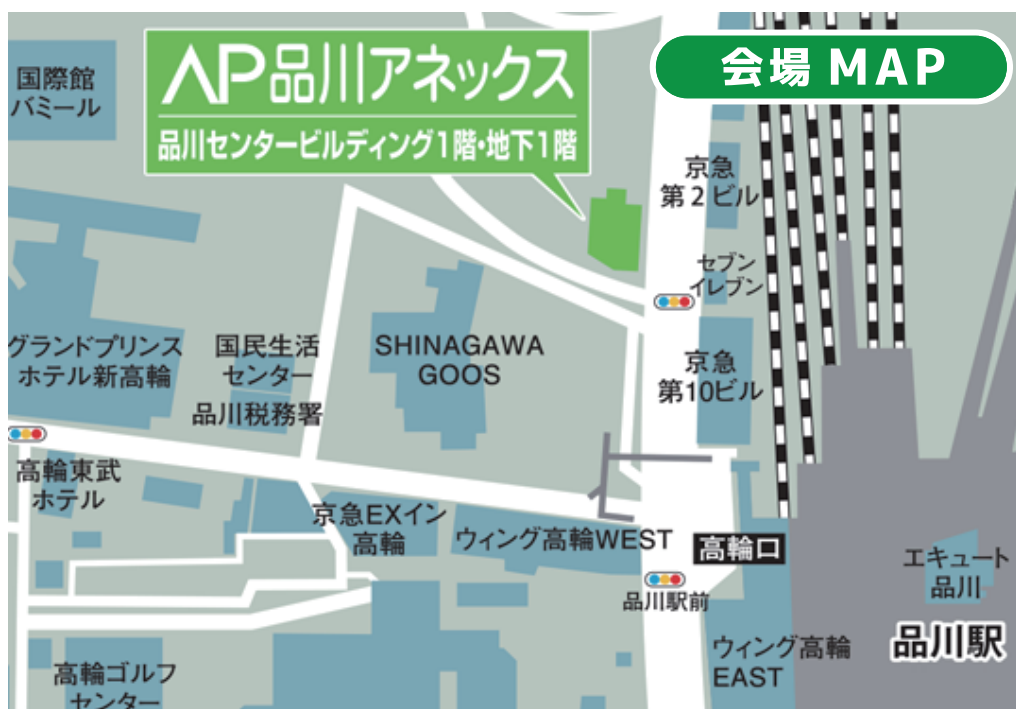 会場 MAP
AP品川アネックス
品川センタービルディング1階・地下1階
国際館
パミール
京急
第2ビル
セブン
イレブン
グランドプリンス
ホテル新高輪
国民生活
センター
品川税務署
SHINAGAWA
GOOS
京急
第10ビル
高輪東武
ホテル
京急EXイン
高輪
ウィング高輪WEST
高輪口
エキュート
品川
品川駅前
品川駅
ウィング高輪
EAST
高輪ゴルフ
センター